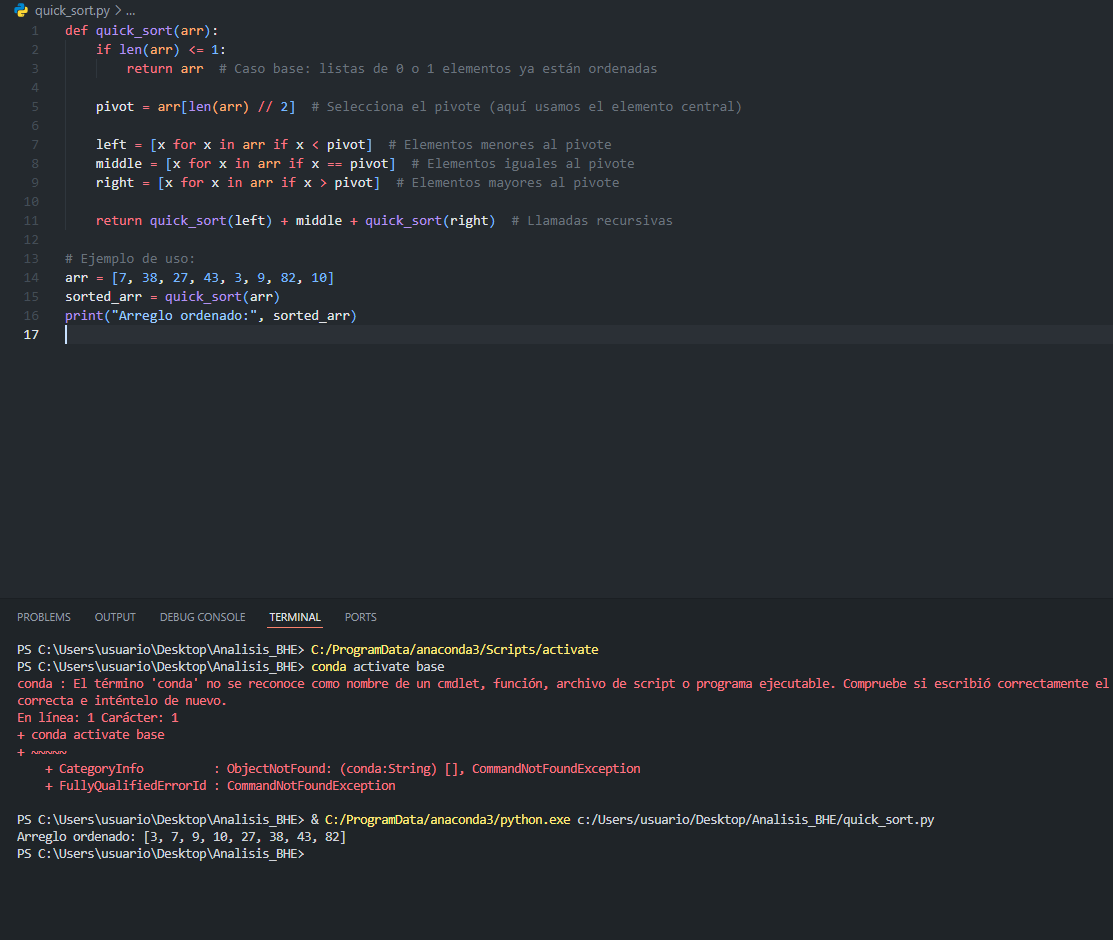 quick_sort.py > ...
1 def quick_sort(arr):
2     if len(arr) <= 1:
3         return arr  # Caso base: listas de 0 o 1 elementos ya están ordenadas
4
5     pivot = arr[len(arr) // 2]  # Selecciona el pivote (aquí usamos el elemento central)
6
7     left = [x for x in arr if x < pivot]  # Elementos menores al pivote
8     middle = [x for x in arr if x == pivot]  # Elementos iguales al pivote
9     right = [x for x in arr if x > pivot]  # Elementos mayores al pivote
10
11     return quick_sort(left) + middle + quick_sort(right)  # Llamadas recursivas
12
13 # Ejemplo de uso:
14 arr = [7, 38, 27, 43, 3, 9, 82, 10]
15 sorted_arr = quick_sort(arr)
16 print("Arreglo ordenado:", sorted_arr)
17
PROBLEMS OUTPUT DEBUG CONSOLE TERMINAL PORTS
PS C:\Users\usuario\Desktop\Analisis_BHE> C:/ProgramData/anaconda3/Scripts/activate
PS C:\Users\usuario\Desktop\Analisis_BHE> conda activate base
conda : El término 'conda' no se reconoce como nombre de un cmdlet, función, archivo de script o programa ejecutable. Compruebe si escribió correctamente el
correcta e inténtelo de nuevo.
En línea: 1 Carácter: 1
+ conda activate base
+ ~~~~~
    + CategoryInfo          : ObjectNotFound: (conda:String) [], CommandNotFoundException
    + FullyQualifiedErrorId : CommandNotFoundException
PS C:\Users\usuario\Desktop\Analisis_BHE> & C:/ProgramData/anaconda3/python.exe c:/Users/usuario/Desktop/Analisis_BHE/quick_sort.py
Arreglo ordenado: [3, 7, 9, 10, 27, 38, 43, 82]
PS C:\Users\usuario\Desktop\Analisis_BHE>